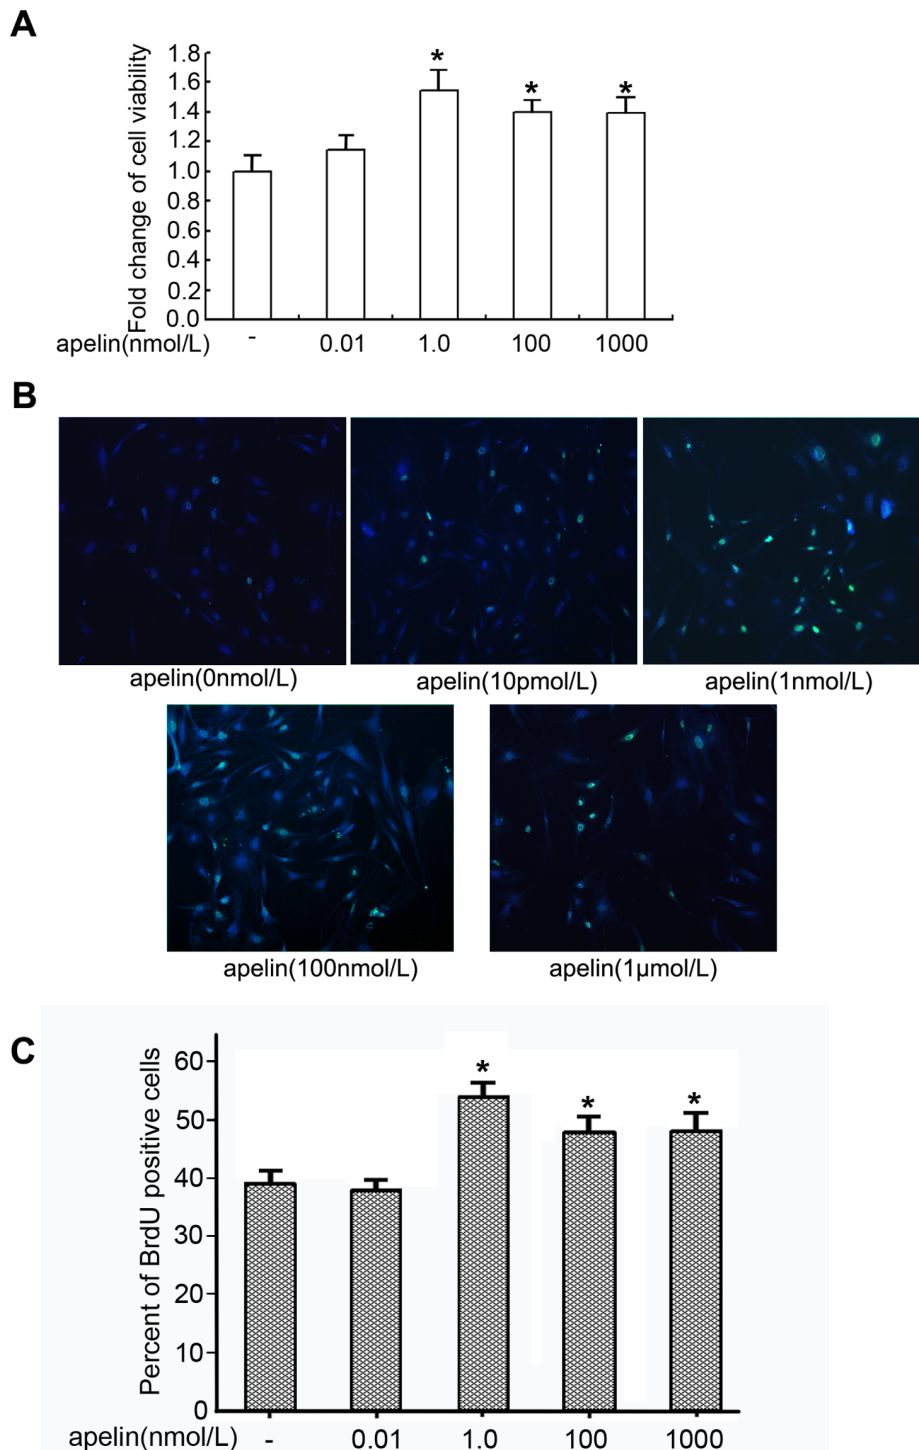 A
Fold change of cell viability
1.8
1.6
1.4
1.2
1.0
0.8
0.6
0.4
0.2
0.0
* * *
apelin(nmol/L) - 0.01 1.0 100 1000
B
apelin(0nmol/L) apelin(10pmol/L) apelin(1nmol/L)
apelin(100nmol/L) apelin(1µmol/L)
C
Percent of BrdU positive cells
60
50
40
30
20
10
0
* * *
apelin(nmol/L) - 0.01 1.0 100 1000